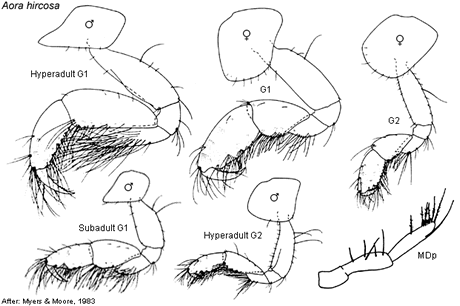 Aora hircosa
♂
♀
♀
Hyperadult G1
G1
G2
♂
♂
Subadult G1
Hyperadult G2
MDp
After: Myers & Moore, 1983